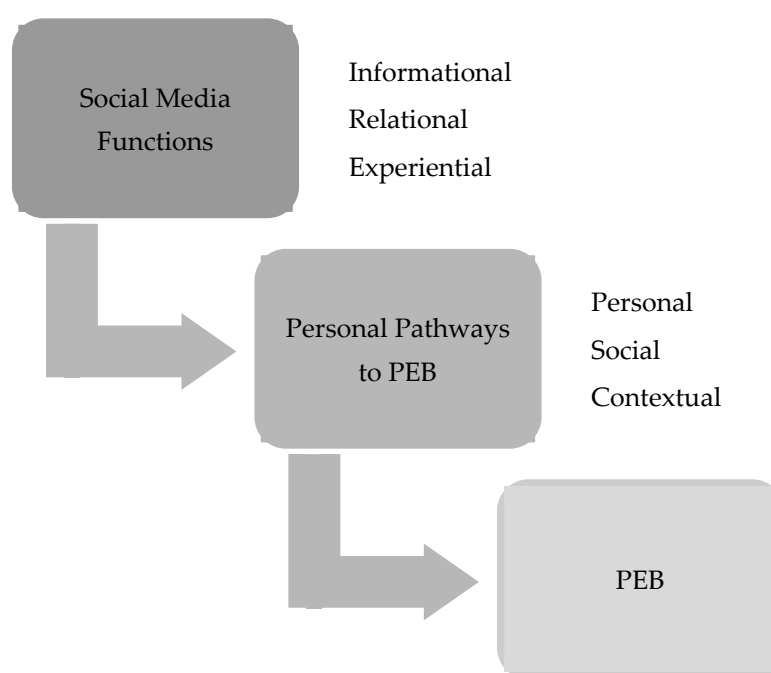 Social Media
Functions
Informational
Relational
Experiential
Personal Pathways
to PEB
Personal
Social
Contextual
PEB